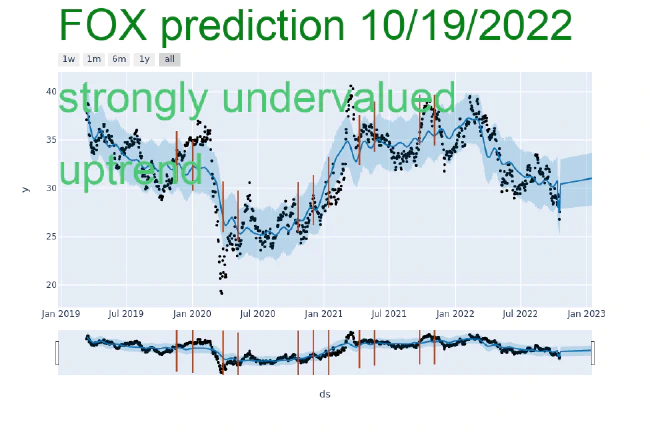 FOX prediction 10/19/2022
1w 1m 6m 1y all
strongly undervalued
uptrend
40
35
30
25
20
y
Jan 2019 Jul 2019 Jan 2020 Jul 2020 Jan 2021 Jul 2021 Jan 2022 Jul 2022 Jan 2023
ds